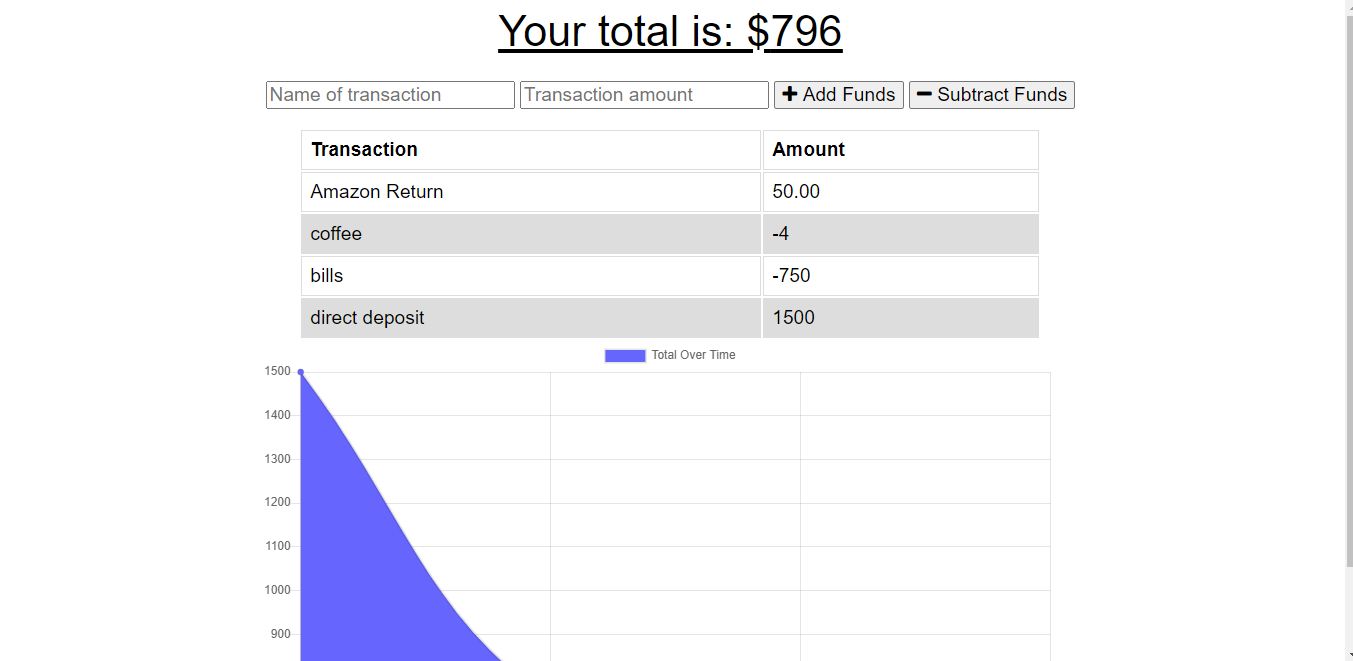 Your total is: $796
Name of transaction Transaction amount Add Funds Subtract Funds
Transaction Amount
Amazon Return 50.00
coffee -4
bills -750
direct deposit 1500
Total Over Time
1500
1400
1300
1200
1100
1000
900